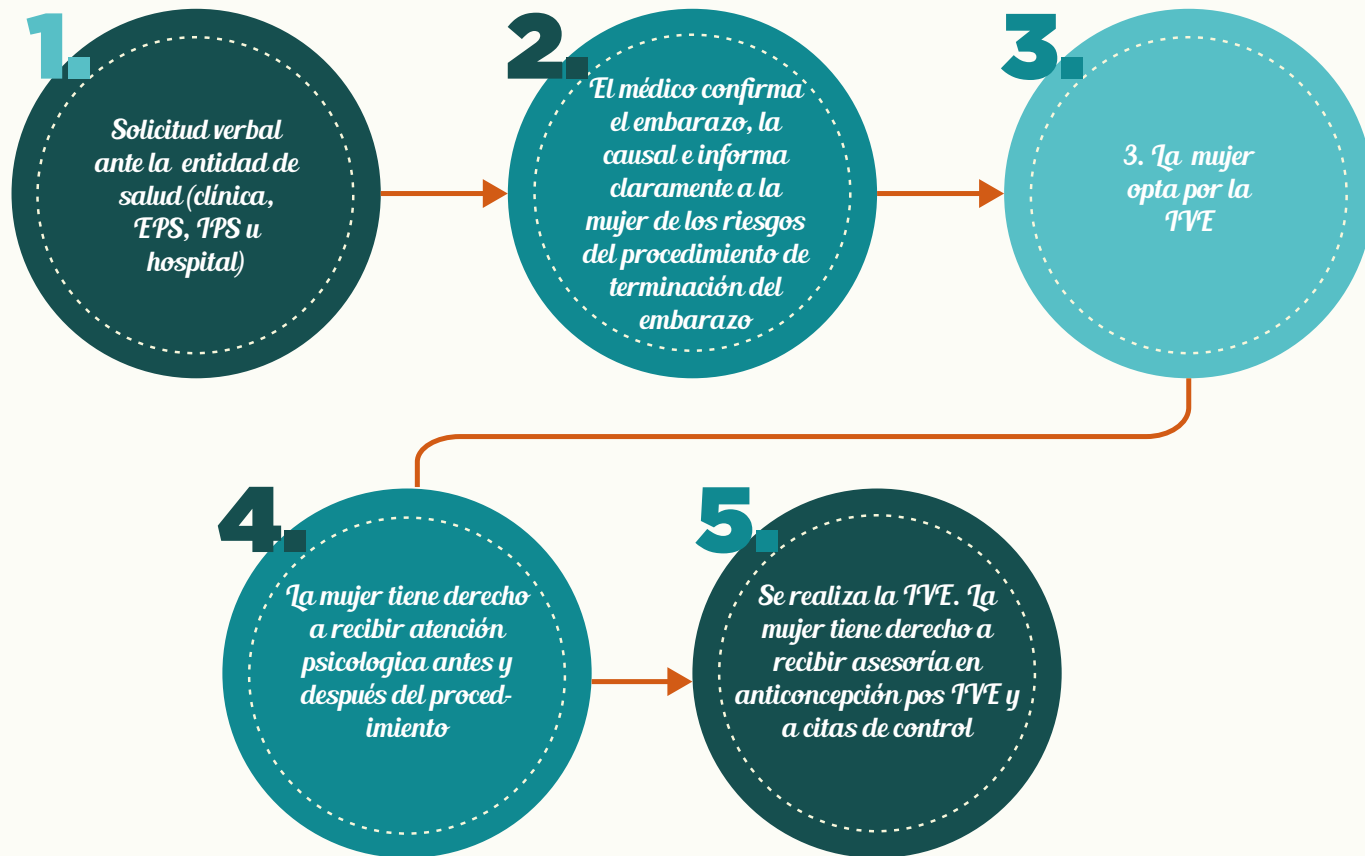 1.
Solicitud verbal
ante la entidad de
salud (clínica,
EPS, IPS u
hospital)
2.
El médico confirma
el embarazo, la
causal e informa
claramente a la
mujer de los riesgos
del procedimiento de
terminación del
embarazo
3.
3. La mujer
opta por la
IVE
4.
La mujer tiene derecho
a recibir atención
psicologica antes y
después del proced-
imiento
5.
Se realiza la IVE. La
mujer tiene derecho a
recibir asesoría en
anticoncepción pos IVE y
a citas de control